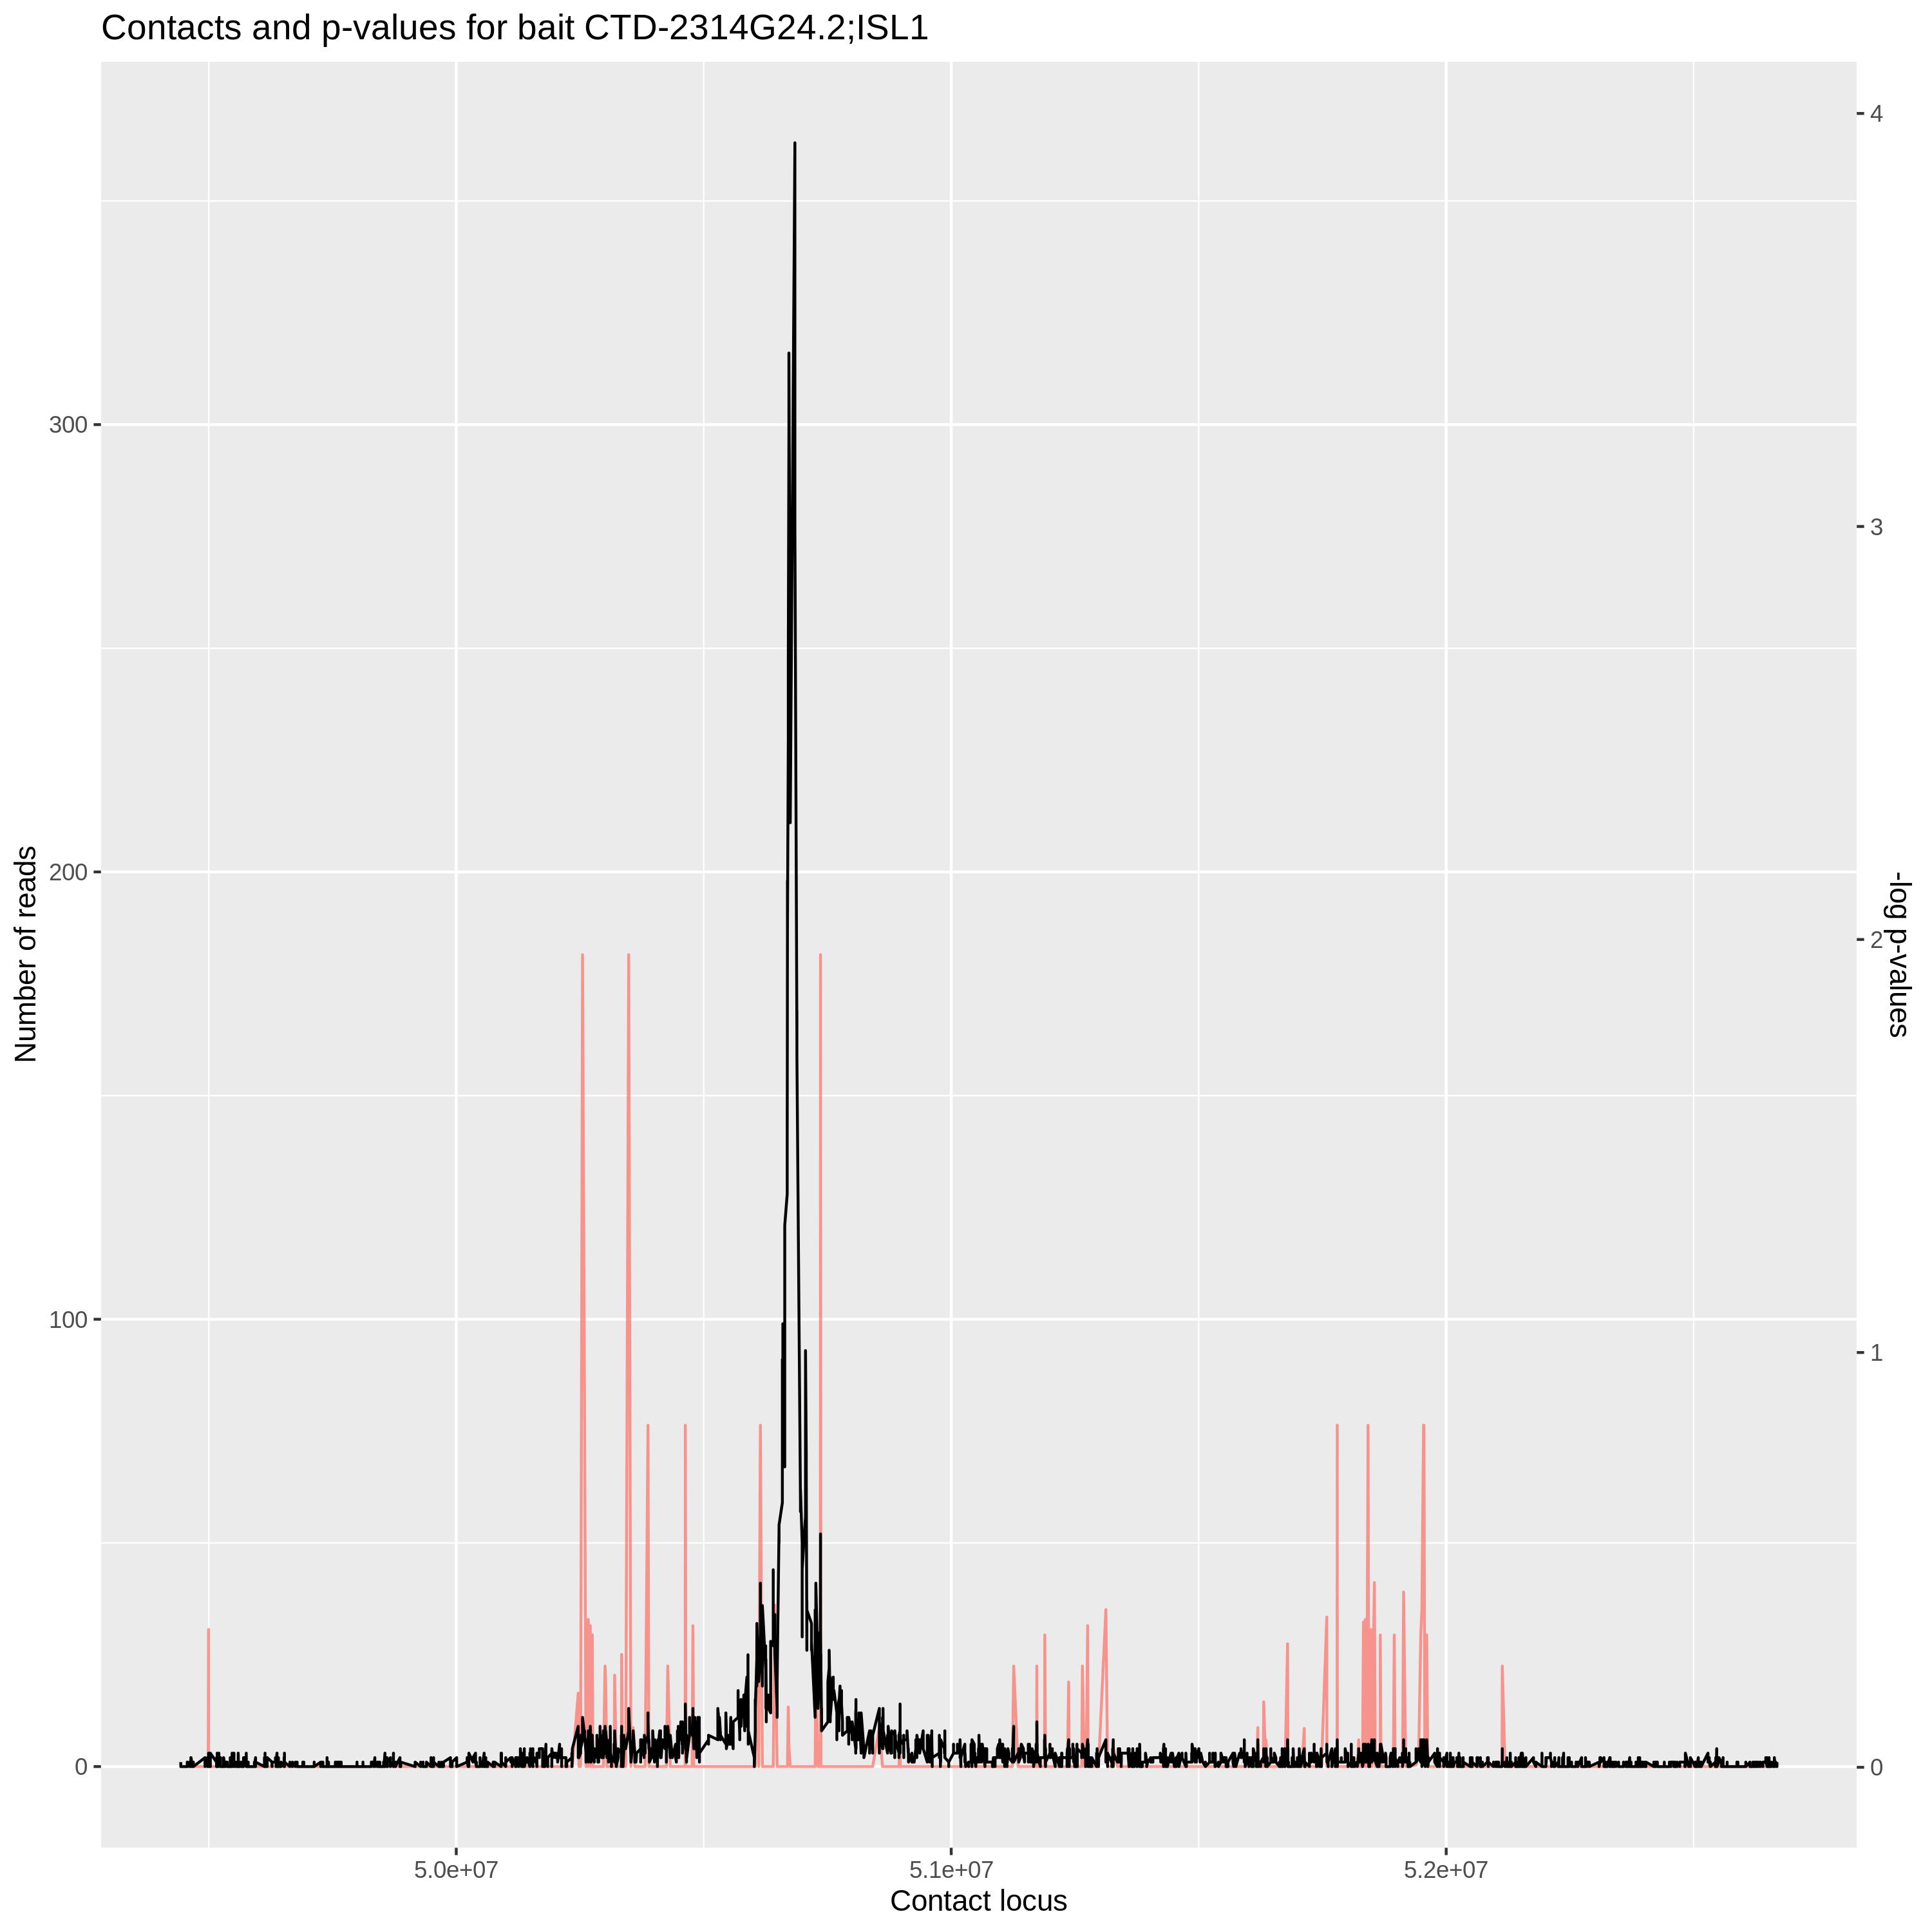 Contacts and p-values for bait CTD-2314G24.2;ISL1
Number of reads
300
200
100
0
4
3
2
1
0
-log p-values
5.0e+07
5.1e+07
5.2e+07
Contact locus